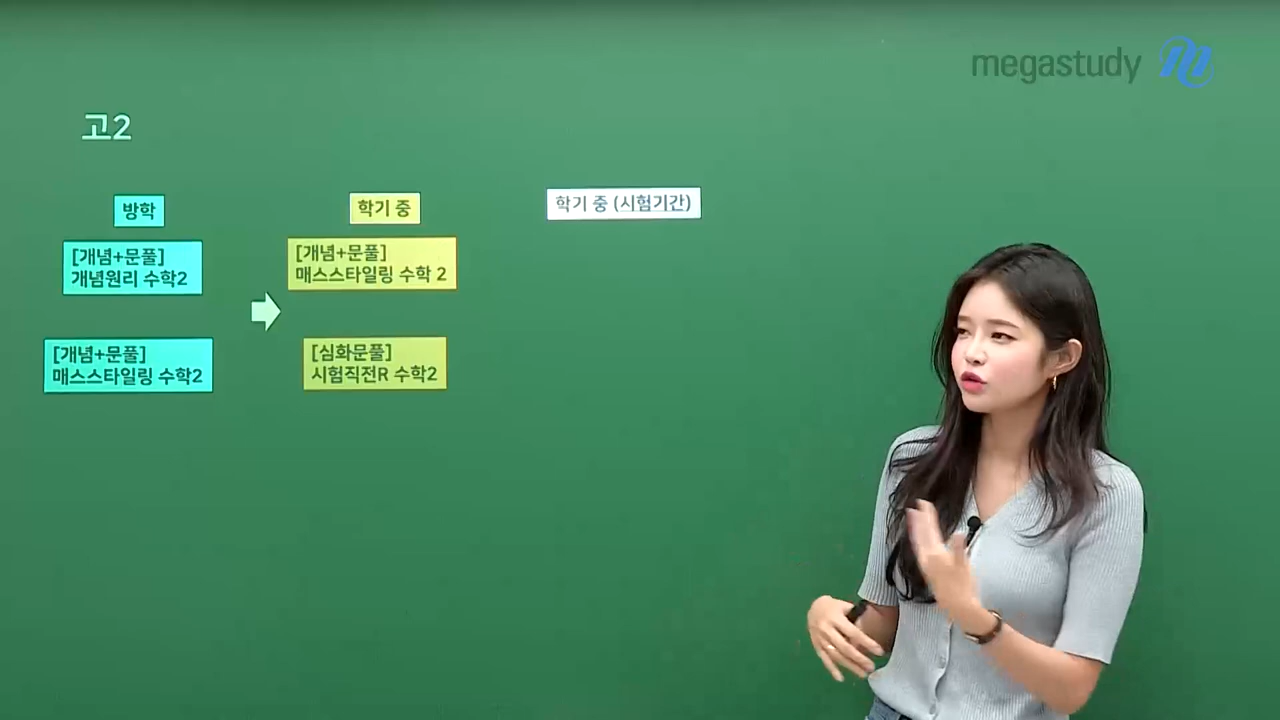 megastudy
고2
방학
학기 중
학기 중 (시험기간)
[개념+문풀]
개념원리 수학2
[개념+문풀]
매스스타일링 수학 2
[개념+문풀]
매스스타일링 수학2
[심화문풀]
시험직전R 수학2